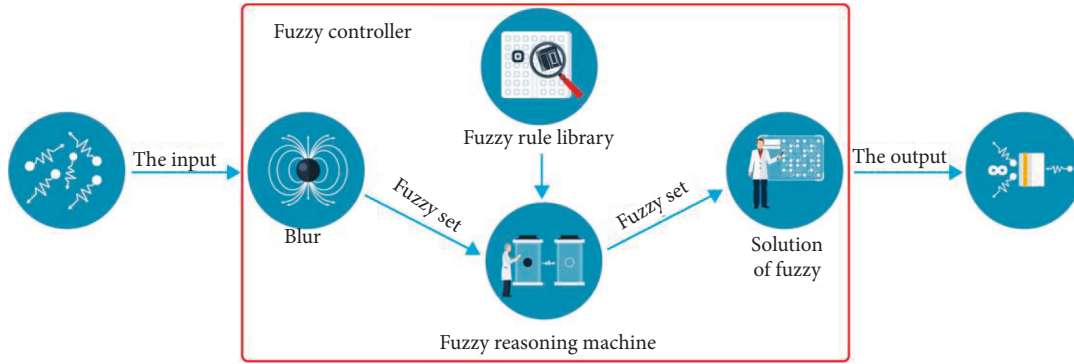 Fuzzy controller
Fuzzy rule library
The input
Blur
Fuzzy set
Fuzzy reasoning machine
Fuzzy set
Solution
of fuzzy
The output